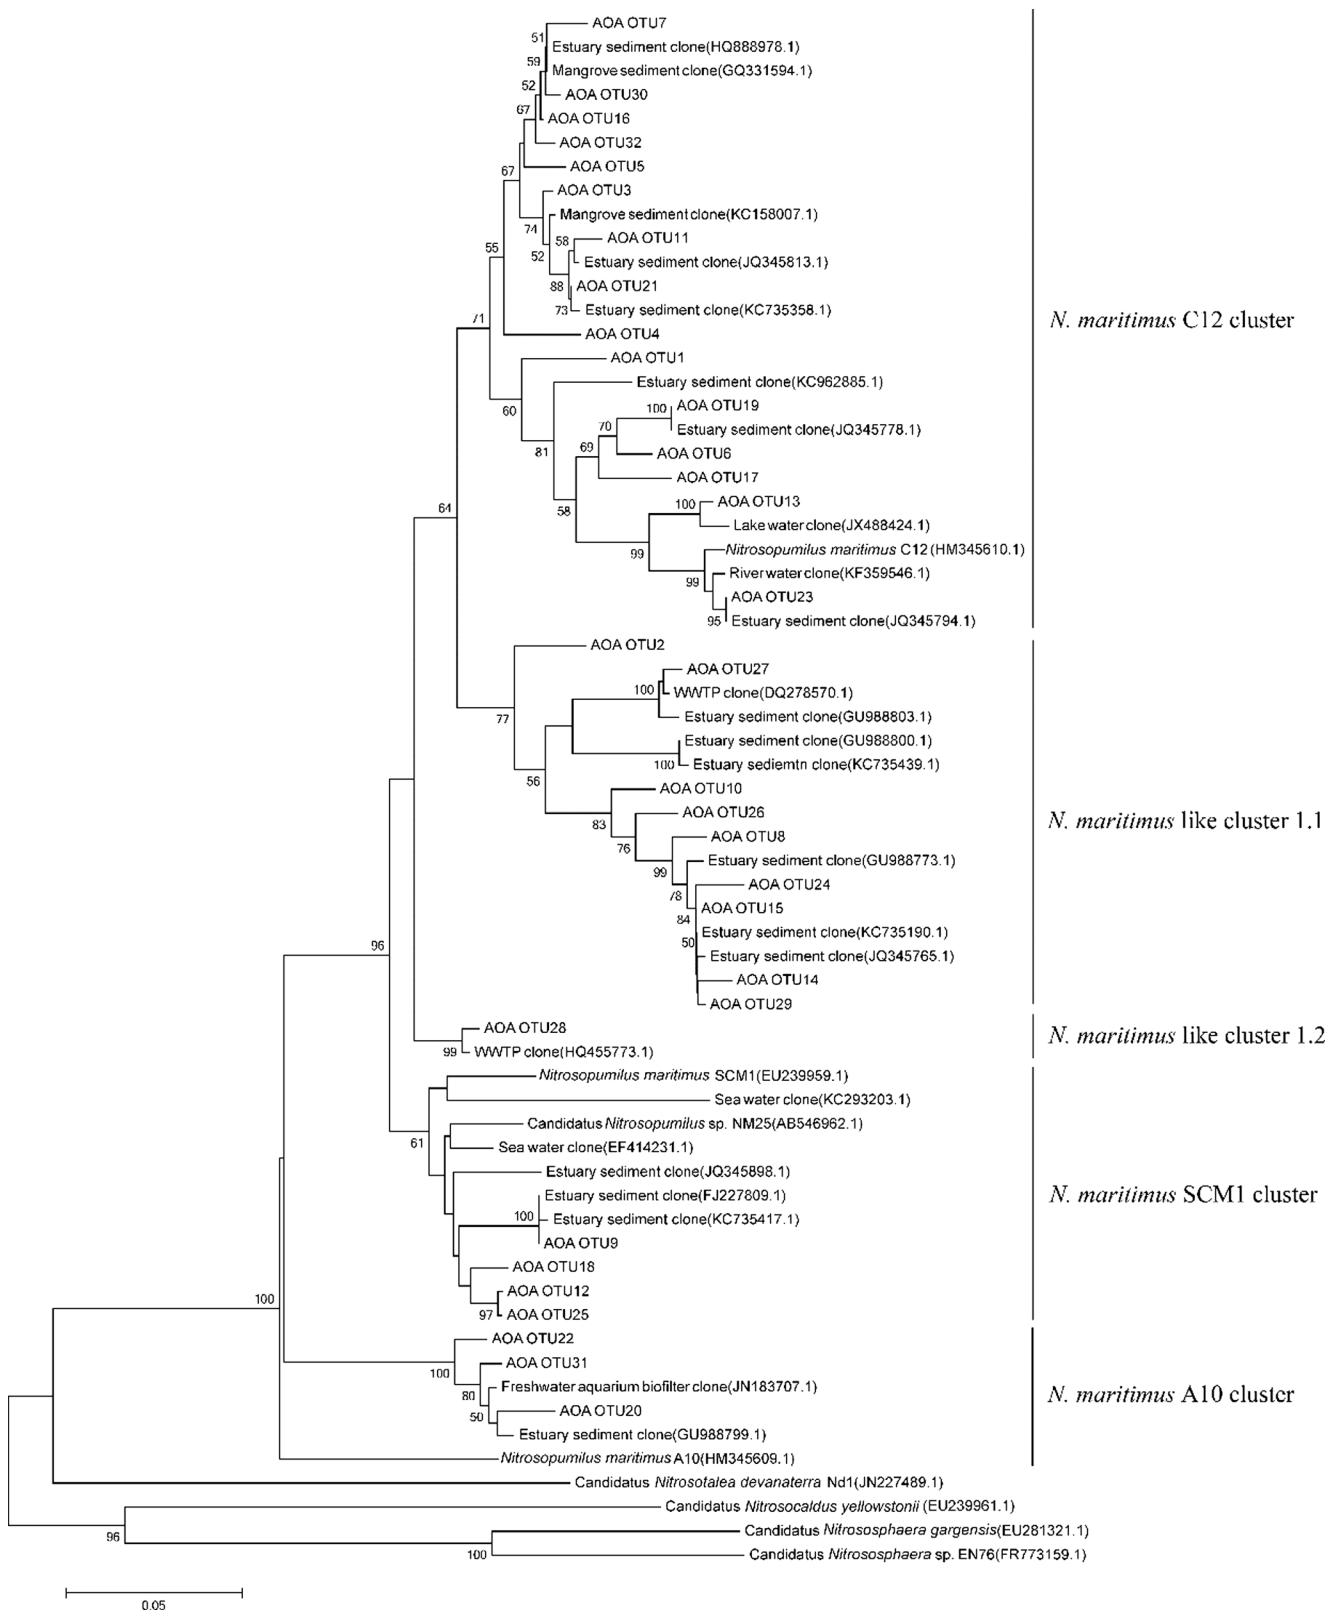 AOA OTU7
51
Estuary sediment clone(HQ888978.1)
59
Mangrove sediment clone(GQ331594.1)
52
AOA OTU30
67
AOA OTU16
AOA OTU32
AOA OTU5
67
AOA OTU3
Mangrove sediment clone(KC158007.1)
74
58
AOA OTU11
55
52
Estuary sediment clone(JQ345813.1)
88
AOA OTU21
73
Estuary sediment clone(KC735358.1)
71
N. maritimus C12 cluster
AOA OTU4
AOA OTU1
Estuary sediment clone(KC962885.1)
60
100
AOA OTU19
70
Estuary sediment clone(JQ345778.1)
81
69
AOA OTU6
AOA OTU17
64
58
100
AOA OTU13
Lake water clone(JX488424.1)
99
Nitrosopumilus maritimus C12(HM345610.1)
99
River water clone(KF359546.1)
AOA OTU23
95
Estuary sediment clone(JQ345794.1)
AOA OTU2
AOA OTU27
100
WWTP clone(DQ278570.1)
77
Estuary sediment clone(GU988803.1)
Estuary sediment clone(GU988800.1)
100
Estuary sediemtn clone(KC735439.1)
56
AOA OTU10
83
AOA OTU26
N. maritimus like cluster 1.1
76
AOA OTU8
99
Estuary sediment clone(GU988773.1)
78
AOA OTU24
84
AOA OTU15
Estuary sediment clone(KC735190.1)
96
50
Estuary sediment clone(JQ345765.1)
AOA OTU14
AOA OTU29
AOA OTU28
N. maritimus like cluster 1.2
99
WWTP clone(HQ455773.1)
Nitrosopumilus maritimus SCM1(EU239959.1)
Sea water clone(KC293203.1)
Candidatus Nitrosopumilus sp. NM25(AB546962.1)
61
Sea water clone(EF414231.1)
Estuary sediment clone(JQ345898.1)
Estuary sediment clone(FJ227809.1)
N. maritimus SCM1 cluster
100
Estuary sediment clone(KC735417.1)
AOA OTU9
AOA OTU18
AOA OTU12
100
97
AOA OTU25
AOA OTU22
100
AOA OTU31
80
Freshwater aquarium biofilter clone(JN183707.1)
N. maritimus A10 cluster
50
AOA OTU20
Estuary sediment clone(GU988799.1)
Nitrosopumilus maritimus A10(HM345609.1)
Candidatus Nitrosotalea devanaterra Nd1(JN227489.1)
Candidatus Nitrosocaldus yellowstonii (EU239961.1)
96
Candidatus Nitrososphaera gargensis(EU281321.1)
100
Candidatus Nitrososphaera sp. EN76(FR773159.1)
0.05